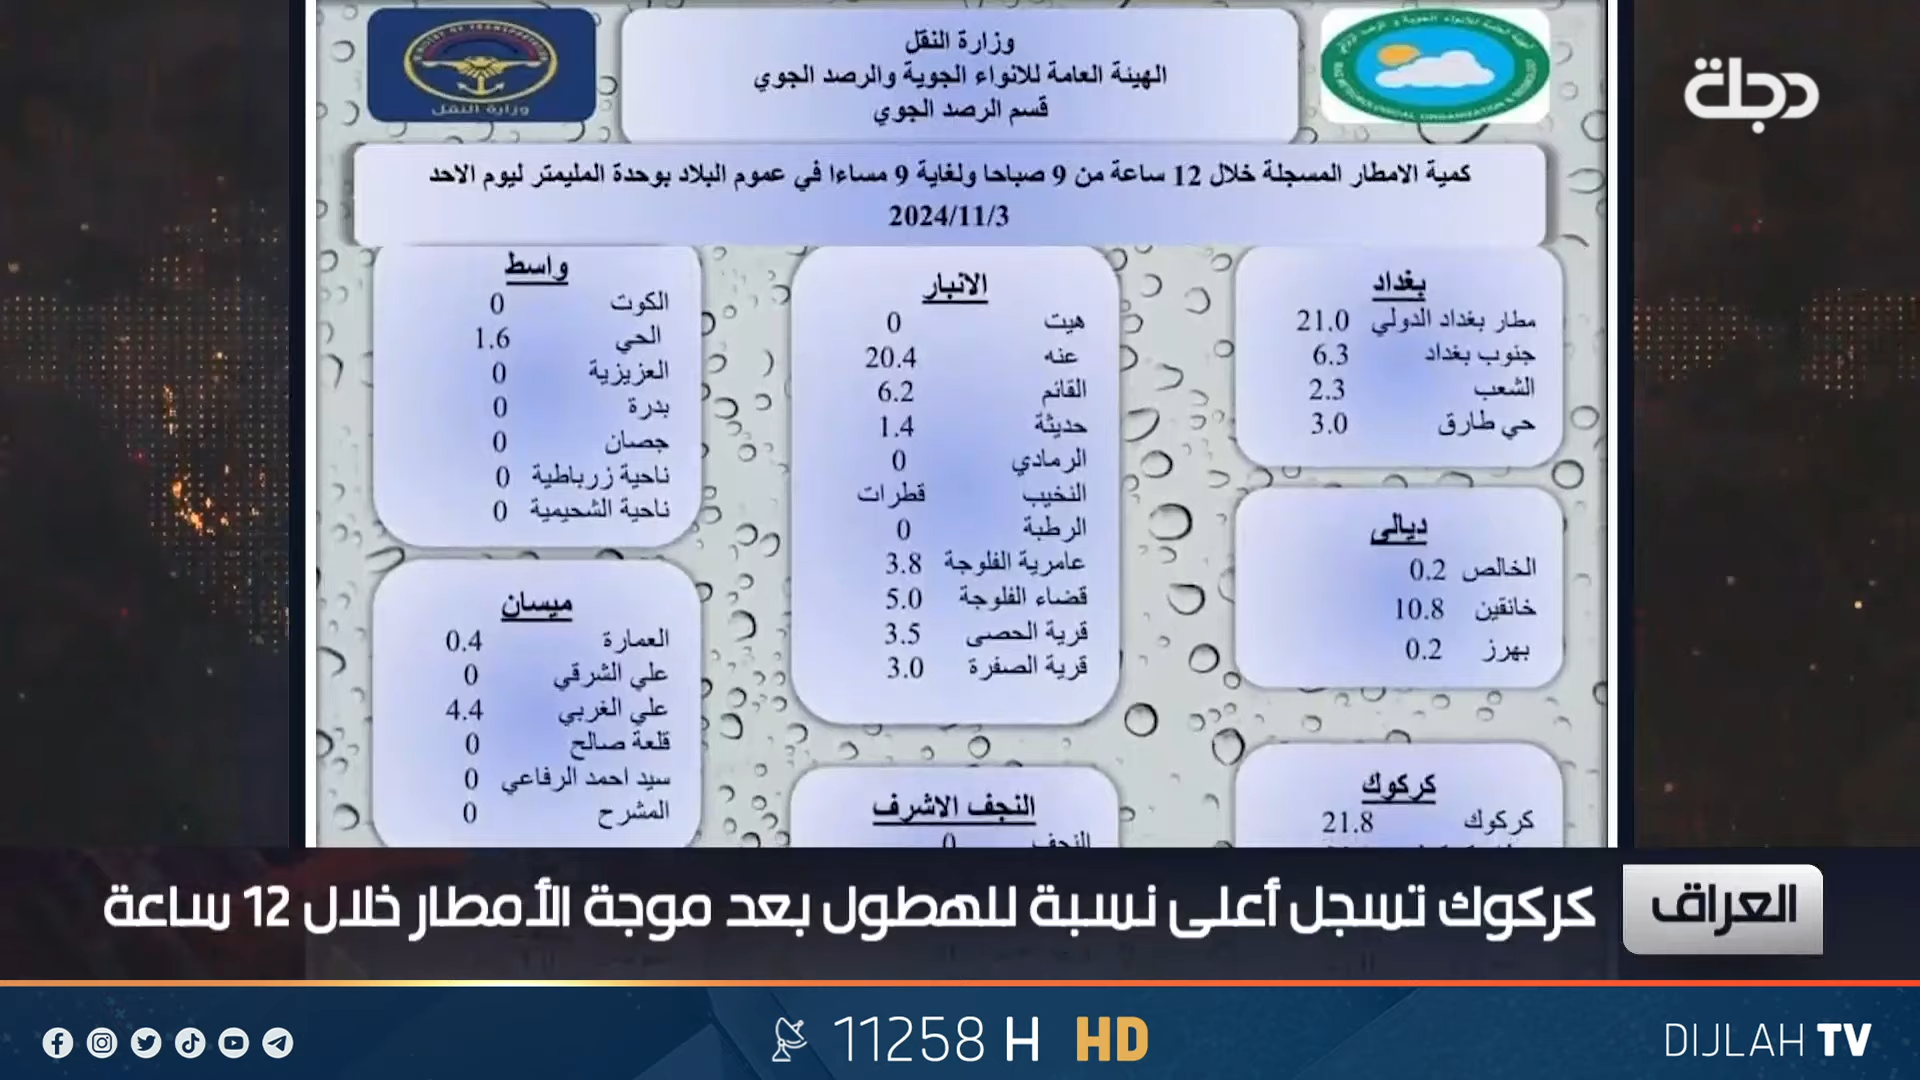 وزارة النقل
الهيئة العامة للانواء الجوية والرصد الجوي
قسم الرصد الجوي
وزارة النقل
دجلة
كمية الامطار المسجلة خلال 12 ساعة من 9 صباحا ولغاية 9 مساءا في عموم البلاد بوحدة المليمتر ليوم الاحد
2024/11/3
بغداد
مطار بغداد الدولي 21.0
جنوب بغداد 6.3
الشعب 2.3
حي طارق 3.0
ديالى
الخالص 0.2
خانقين 10.8
بهرز 0.2
كركوك
كركوك 21.8
الانبار
هيت 0
عنه 20.4
القائم 6.2
حديثة 1.4
الرمادي 0
النخيب قطرات
الرطبة 0
عامرية الفلوجة 3.8
قضاء الفلوجة 5.0
قرية الحصى 3.5
قرية الصفرة 3.0
النجف الاشرف
النجف 0
واسط
الكوت 0
الحي 1.6
العزيزية 0
بدرة 0
جصان 0
ناحية زرباطية 0
ناحية الشحيمية 0
ميسان
العمارة 0.4
علي الشرقي 0
علي الغربي 4.4
قلعة صالح 0
سيد احمد الرفاعي 0
المشرح 0
العراق
كركوك تسجل أعلى نسبة للهطول بعد موجة الأمطار خلال 12 ساعة
11258 H HD
DIJLAH TV